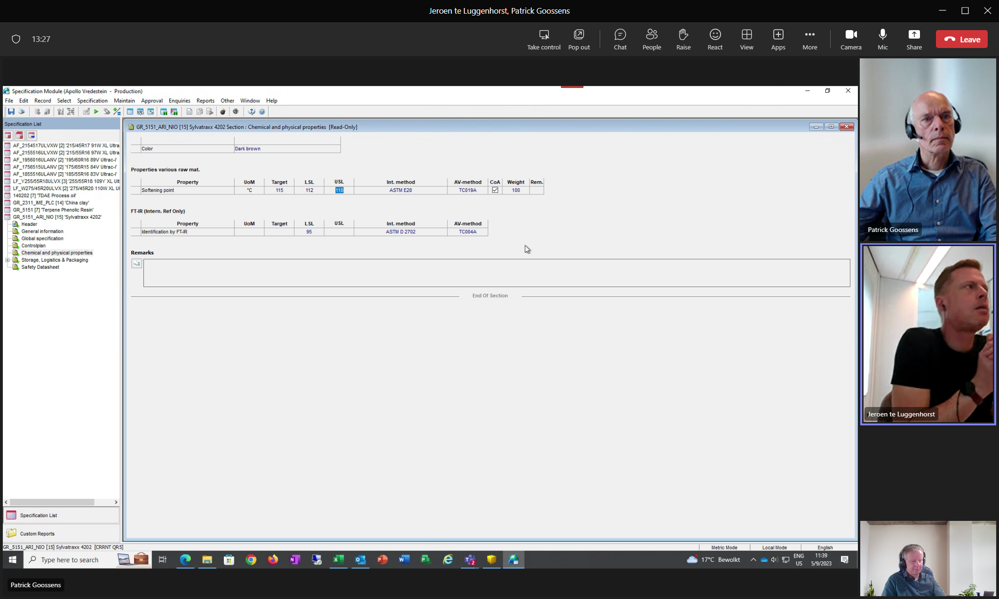 Jeroen te Luggenhorst, Patrick Goossens
13:27
Take control
Pop out
Chat
People
Raise
React
View
Apps
More
Camera
Mic
Share
Leave
Specification Module (Apollo Vredestein - Production)
File Edit Record Select Specification Maintain Approval Enquiries Reports Other Window Help
Specification List
AF_2154517ULVXW [2] '215/45R17 91W XL Ultra
AF_2155516ULVXW [2] '215/55R16 97W XL Ultra
AF_1956016ULANV [2] '195/60R16 89V Ultrac-i'
AF_1756515ULANV [2] '175/65R15 84V Ultrac-i'
AF_1855516ULANV [2] '185/55R16 83V Ultrac-i'
LF_Y255/55R18ULVX [3] '255/55R18 109Y XL Ult
LF_W275/45R20ULVX [2] '275/45R20 110W XL Ul
140202 [7] 'TDAE Process oil'
GR_2311_IME_PLC [14] 'China clay'
GR_5151 [7] 'Terpene Phenolic Resin'
GR_5151_ARI_NIO [15] 'Sylvatraxx 4202'
Header
General information
Global specification
Controlplan
Chemical and physical properties
Storage, Logistics & Packaging
Safety Datasheet
Specification List
Custom Reports
GR_5151_ARI_NIO [15] Sylvatraxx 4202 Section : Chemical and physical properties [Read-Only]
Color Dark brown
Properties various raw mat.
Property UoM Target LSL USL Int. method AV-method CoA Weight Rem.
Softening point °C 115 112 118 ASTM E28 TC019A 100
FT-IR (Intern. Ref Only)
Property UoM Target LSL USL Int. method AV-method
Identification by FT-IR 95 ASTM D 2702 TC004A
Remarks
End Of Section
GR_5151_ARI_NIO [15] Sylvatraxx 4202 [CRRNT QR5]
Metric Mode Local Mode English
Type here to search
17°C Bewolkt
ENG
US
11:39
5/9/2023
Patrick Goossens
Jeroen te Luggenhorst
Patrick Goossens